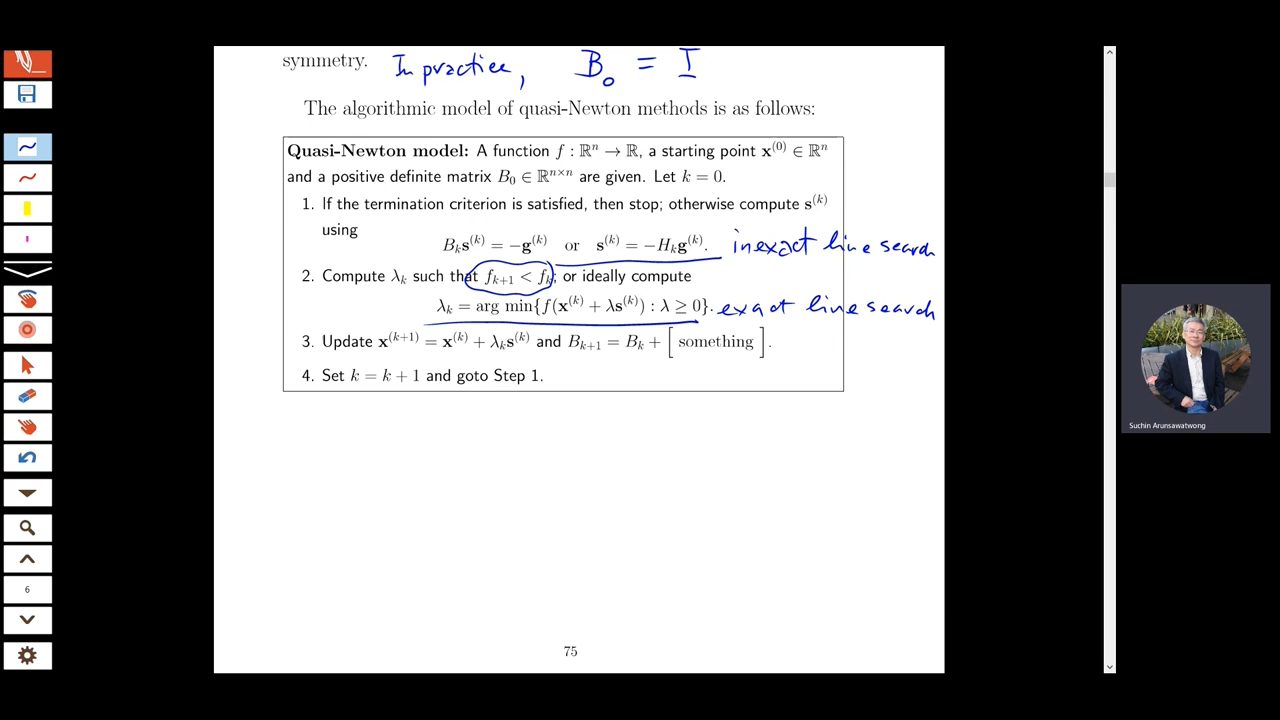 symmetry. In practice, B₀ = I
The algorithmic model of quasi-Newton methods is as follows:
Quasi-Newton model: A function f : ℝⁿ → ℝ, a starting point x⁽⁰⁾ ∈ ℝⁿ
and a positive definite matrix B₀ ∈ ℝⁿˣⁿ are given. Let k = 0.
1. If the termination criterion is satisfied, then stop; otherwise compute s⁽ᵏ⁾
using
Bₖs⁽ᵏ⁾ = −g⁽ᵏ⁾ or s⁽ᵏ⁾ = −Hₖg⁽ᵏ⁾. inexact line search
2. Compute λₖ such that fₖ₊₁ < fₖ; or ideally compute
λₖ = arg min{f(x⁽ᵏ⁾ + λs⁽ᵏ⁾) : λ ≥ 0}. exact line search
3. Update x⁽ᵏ⁺¹⁾ = x⁽ᵏ⁾ + λₖs⁽ᵏ⁾ and Bₖ₊₁ = Bₖ + [ something ].
4. Set k = k + 1 and goto Step 1.
75
6
Suchin Arunsawatwong